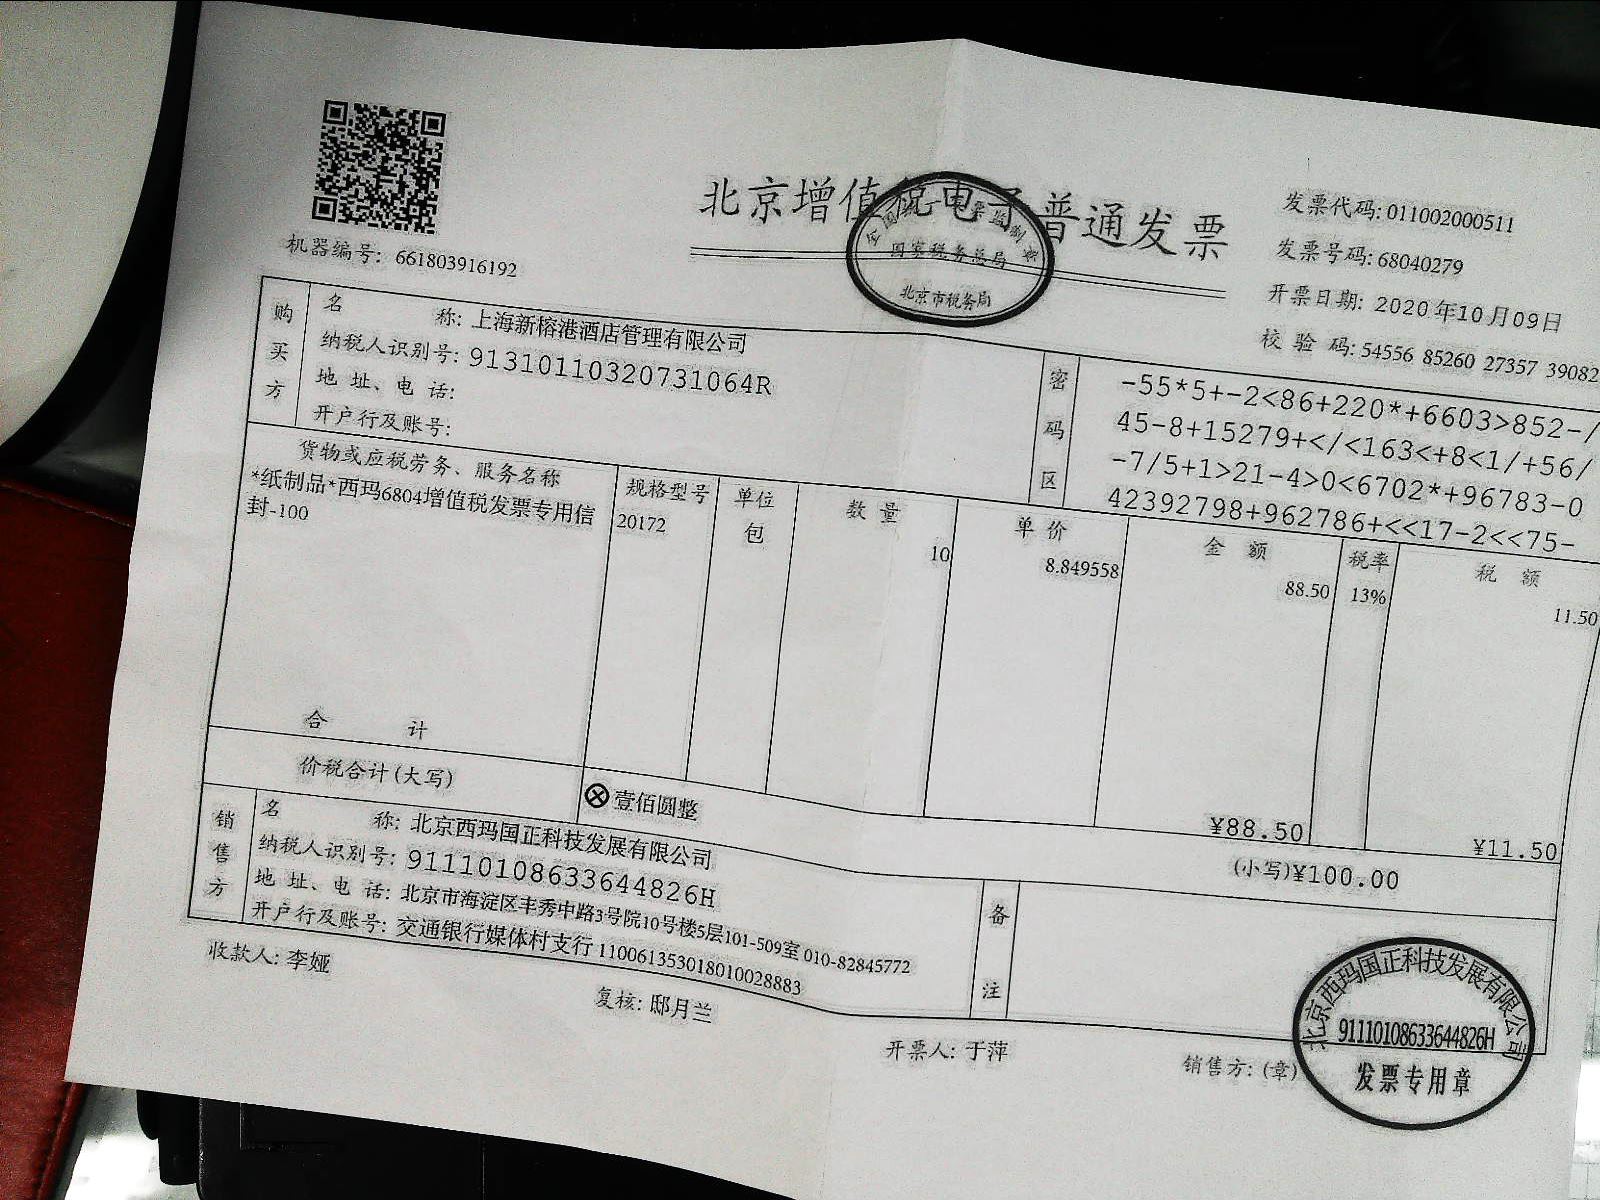 北京增值税电子普通发票
全国统一发票监制章
国家税务总局
北京市税务局
发票代码: 011002000511
发票号码: 68040279
开票日期: 2020年10月09日
校验码: 54556 85260 27357 39082
机器编号: 661803916192
购买方
名称: 上海新榕港酒店管理有限公司
纳税人识别号: 91310110320731064R
地址、电话:
开户行及账号:
密码区
-55*5+-2<86+220*+6603>852-/
45-8+15279+</<163<+8<1/+56/
-7/5+1>21-4>0<6702*+96783-0
42392798+962786+<<17-2<<75-
货物或应税劳务、服务名称 规格型号 单位 数量 单价 金额 税率 税额
*纸制品*西玛6804增值税发票专用信 20172 包 10 8.849558 88.50 13% 11.50
封-100
合计 ¥88.50 ¥11.50
价税合计(大写) ⊗壹佰圆整 (小写)¥100.00
销售方
名称: 北京西玛国正科技发展有限公司
纳税人识别号: 91110108633644826H
地址、电话: 北京市海淀区丰秀中路3号院10号楼5层101-509室 010-82845772
开户行及账号: 交通银行媒体村支行 110061353018010028883
备注
收款人: 李娅 复核: 邸月兰 开票人: 于萍 销售方: (章)
北京西玛国正科技发展有限公司
91110108633644826H
发票专用章